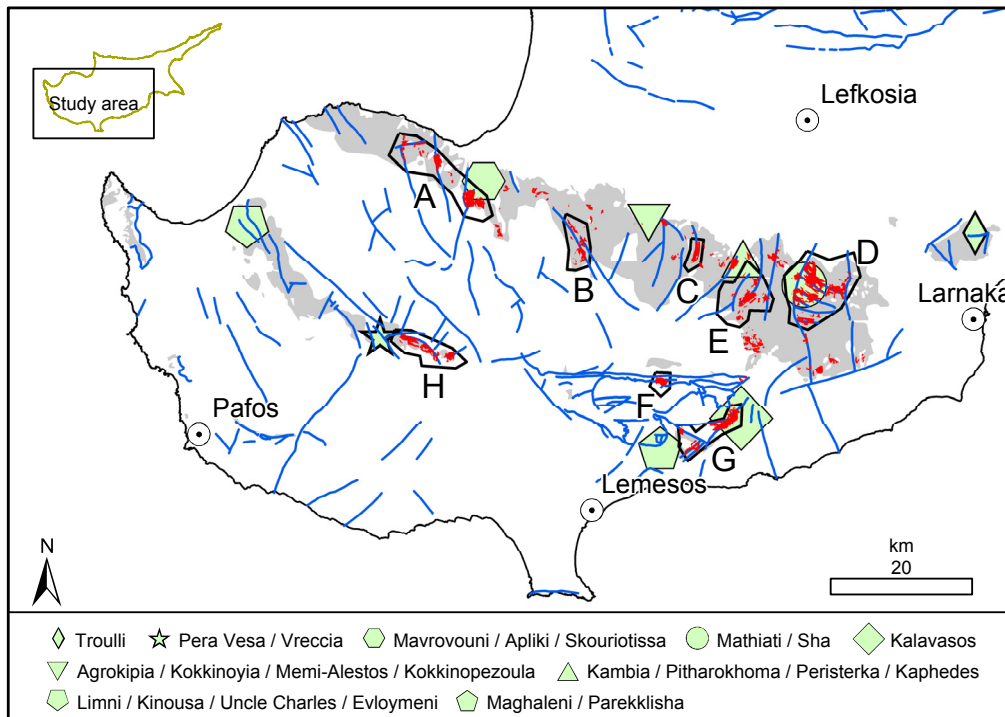 Study area
Lefkosia
A
B
C
D
E
Larnaka
H
F
G
Pafos
Lemesos
N
km
20
Troulli Pera Vesa / Vreccia Mavrovouni / Apliki / Skouriotissa Mathiati / Sha Kalavasos
Agrokipia / Kokkinoyia / Memi-Alestos / Kokkinopezoula Kambia / Pitharokhoma / Peristerka / Kaphedes
Limni / Kinousa / Uncle Charles / Evloymeni Maghaleni / Parekklisha